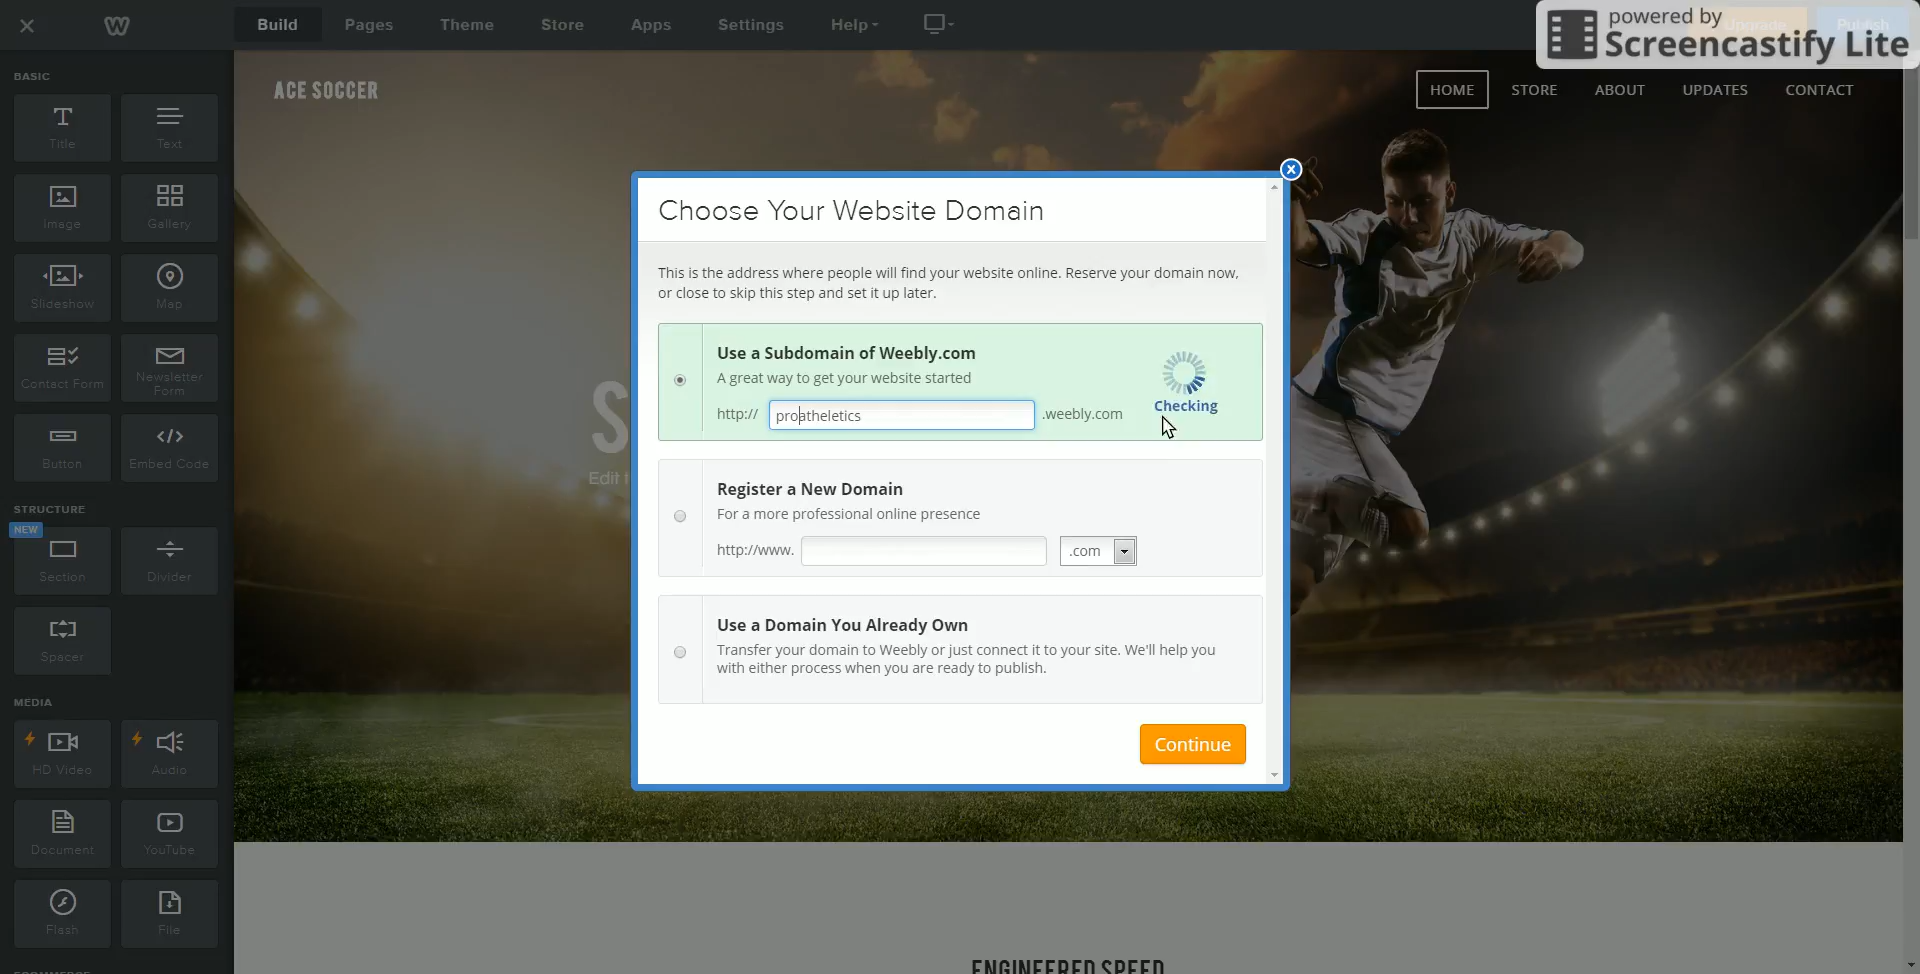 Build
Pages
Theme
Store
Apps
Settings
Help
Upgrade
Publish
powered by
Screencastify Lite
BASIC
Title
Text
Image
Gallery
Slideshow
Map
Contact Form
Newsletter
Form
Button
Embed Code
STRUCTURE
NEW
Section
Divider
Spacer
MEDIA
HD Video
Audio
Document
YouTube
Flash
File
ACE SOCCER
HOME
STORE
ABOUT
UPDATES
CONTACT
S
Edit
Choose Your Website Domain
This is the address where people will find your website online. Reserve your domain now,
or close to skip this step and set it up later.
Use a Subdomain of Weebly.com
A great way to get your website started
http:// proatheletics .weebly.com
Checking
Register a New Domain
For a more professional online presence
http://www. .com
Use a Domain You Already Own
Transfer your domain to Weebly or just connect it to your site. We'll help you
with either process when you are ready to publish.
Continue
ENGINEERED SPEED